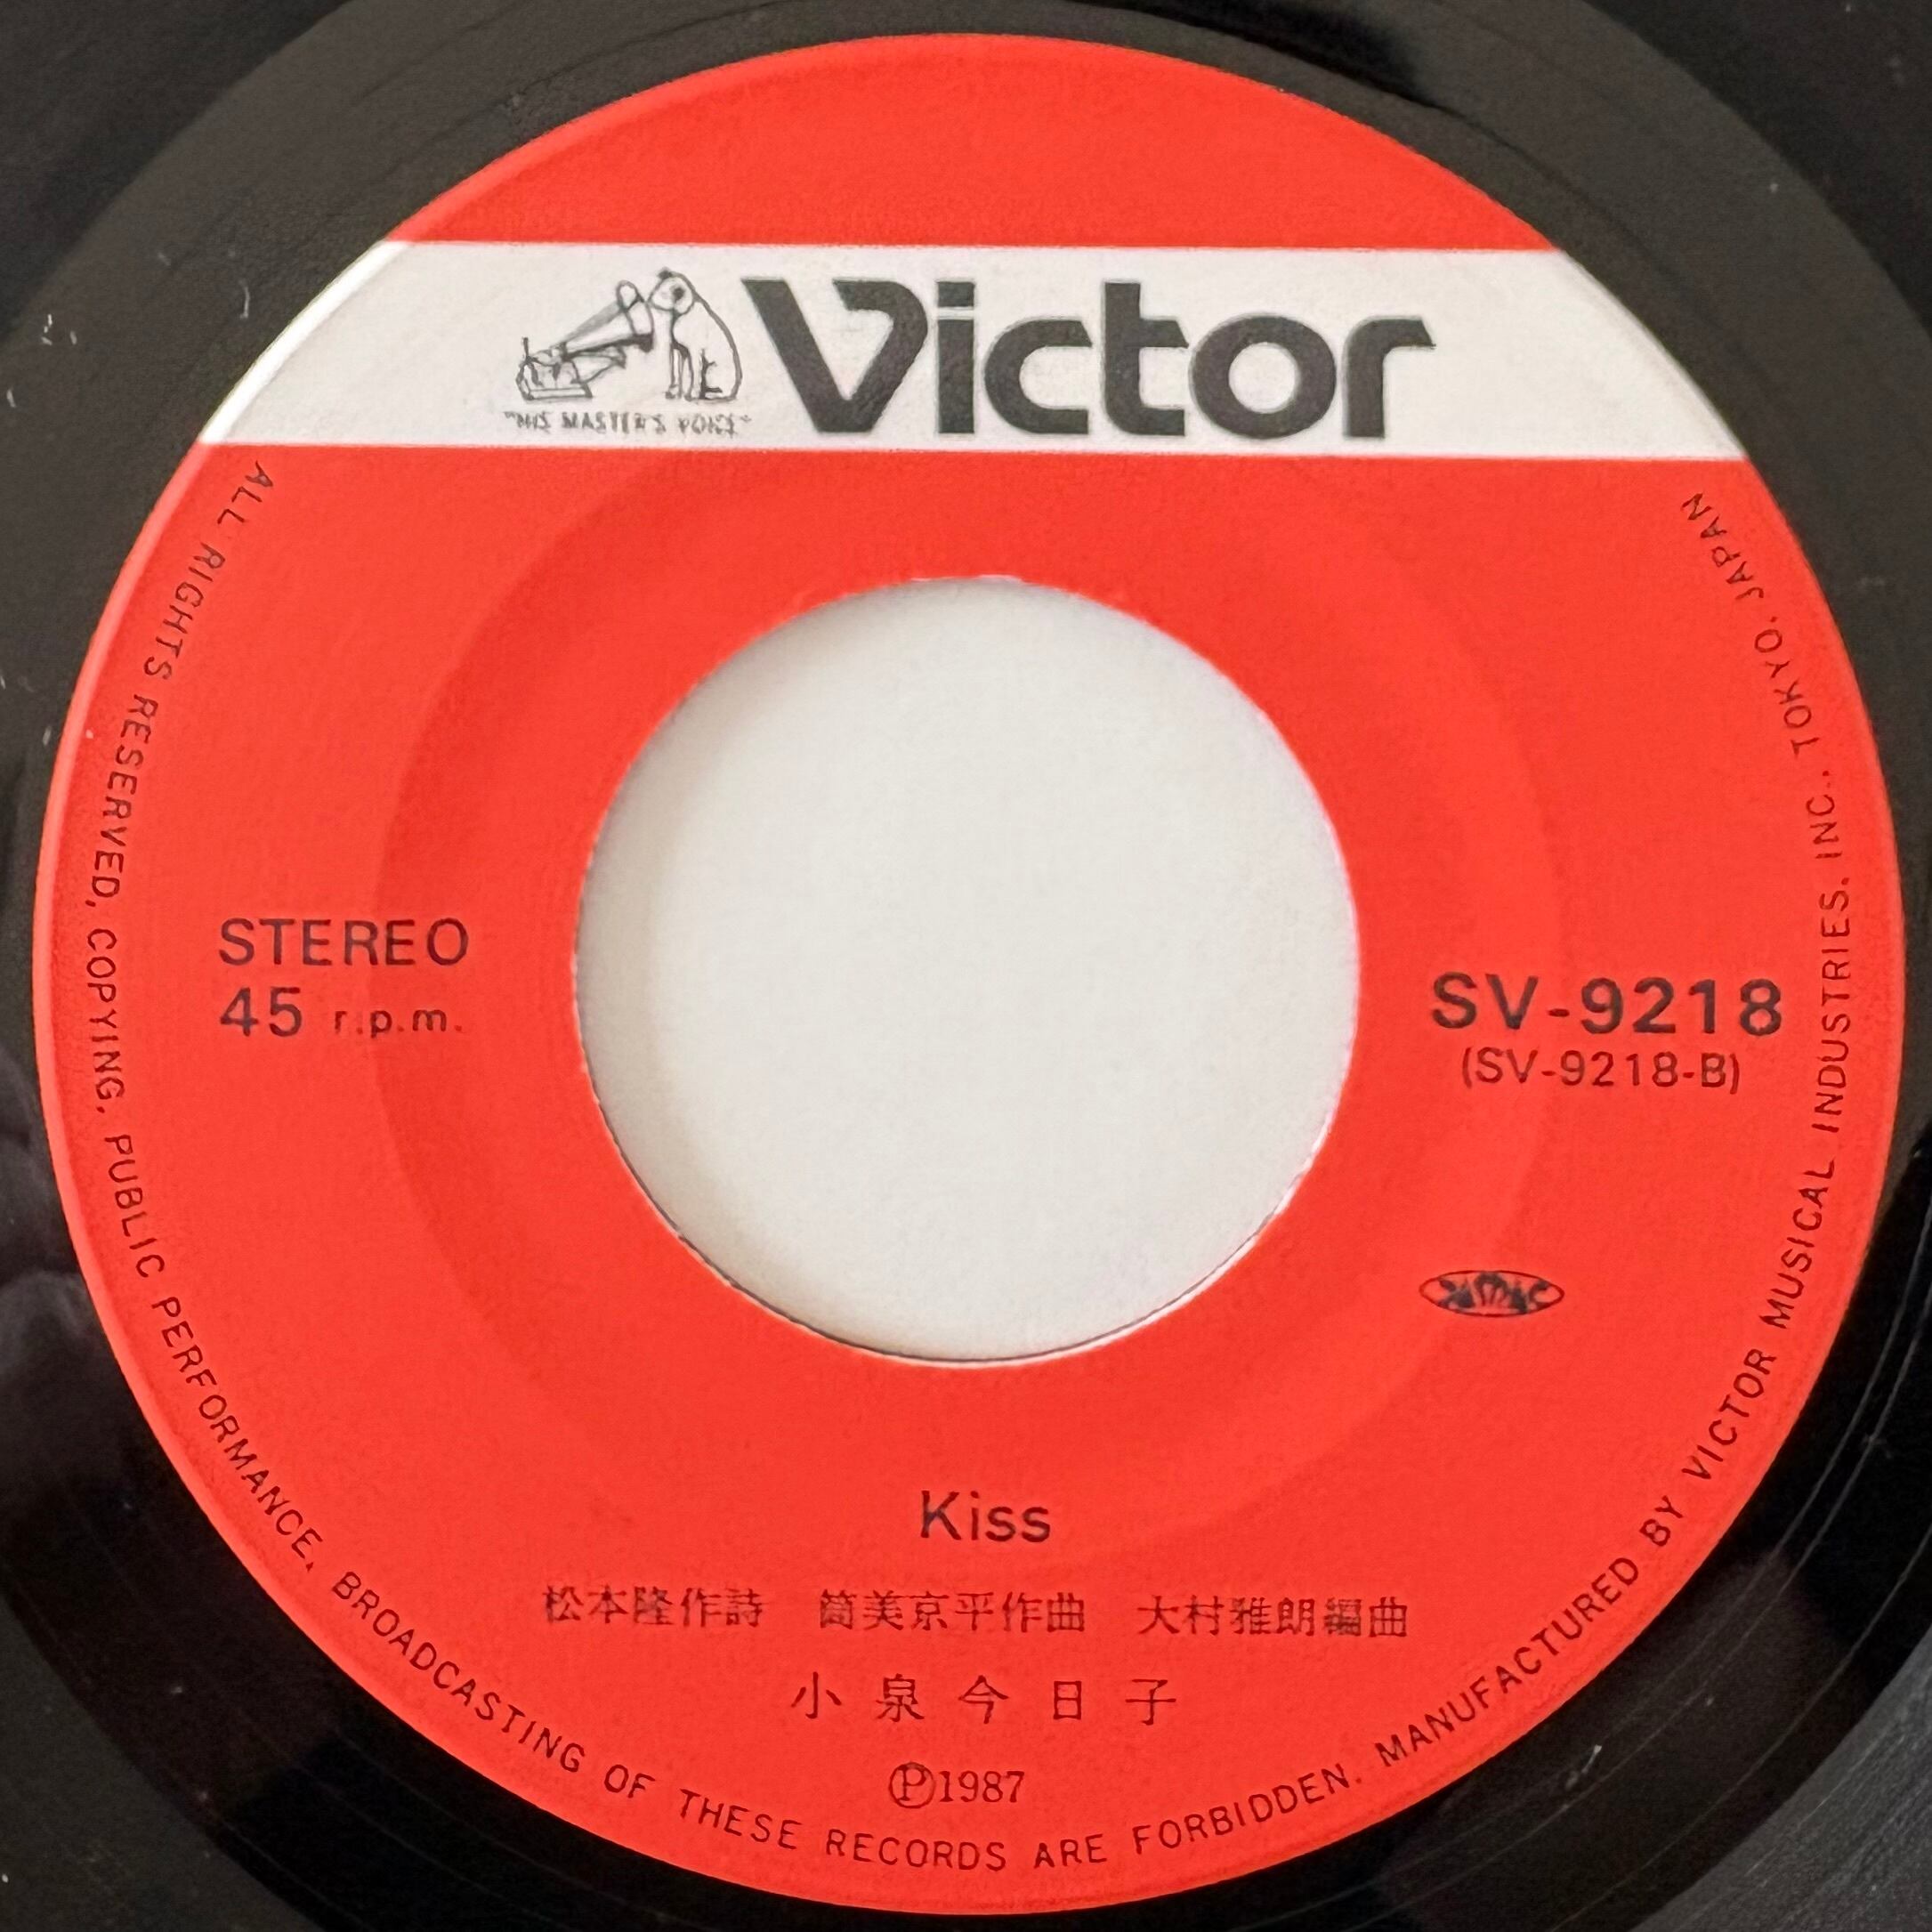 "HIS MASTER'S VOICE"
Victor
ALL RIGHTS RESERVED, COPYING, PUBLIC PERFORMANCE, BROADCASTING OF THESE RECORDS ARE FORBIDDEN. MANUFACTURED BY VICTOR MUSICAL INDUSTRIES, INC., TOKYO, JAPAN
STEREO
45 r.p.m.
SV-9218
(SV-9218-B)
Kiss
松本隆作詩 筒美京平作曲 大村雅朗編曲
小泉今日子
Ⓟ1987